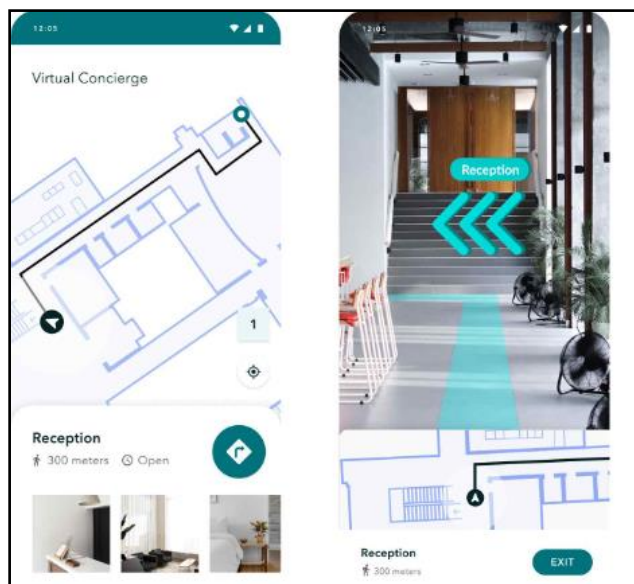 12:05
Virtual Concierge
1
Reception
300 meters Open
12:05
Reception
Reception
300 meters
EXIT